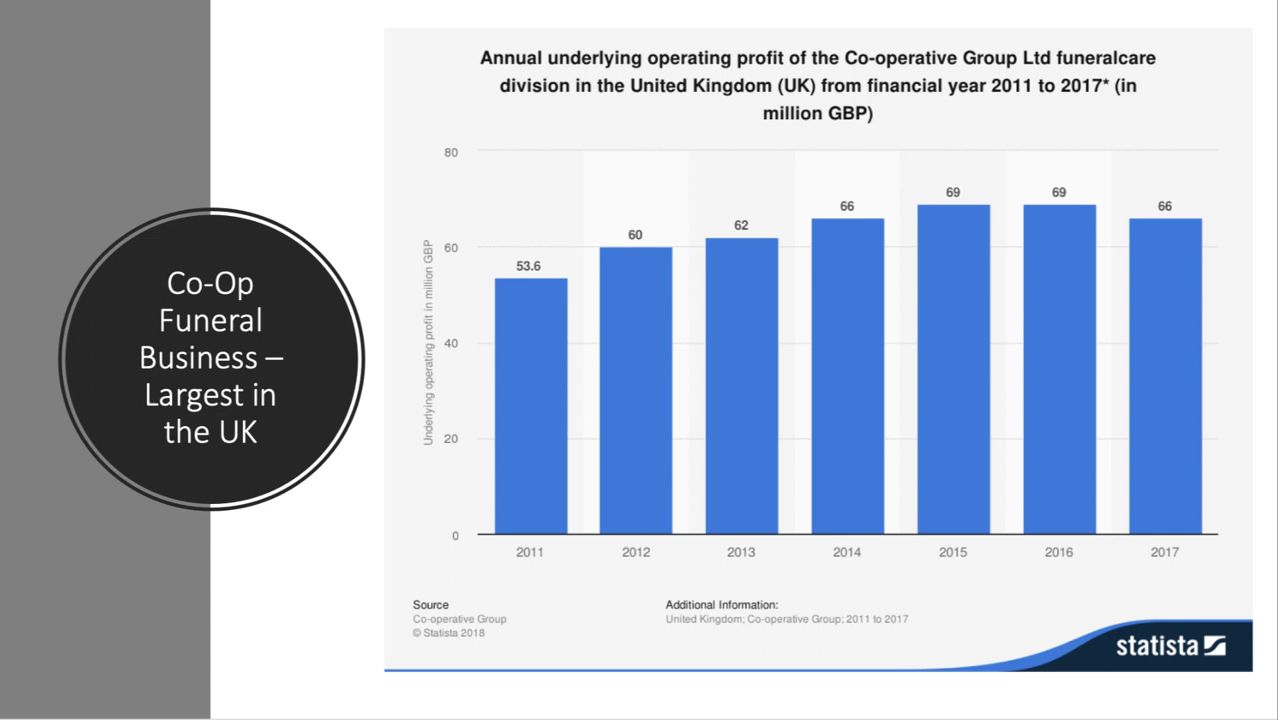 Co-Op
Funeral
Business –
Largest in
the UK
Annual underlying operating profit of the Co-operative Group Ltd funeralcare
division in the United Kingdom (UK) from financial year 2011 to 2017* (in
million GBP)
Underlying operating profit in million GBP
80
60
40
20
0
53.6
60
62
66
69
69
66
2011
2012
2013
2014
2015
2016
2017
Source
Co-operative Group
© Statista 2018
Additional Information:
United Kingdom; Co-operative Group; 2011 to 2017
statista